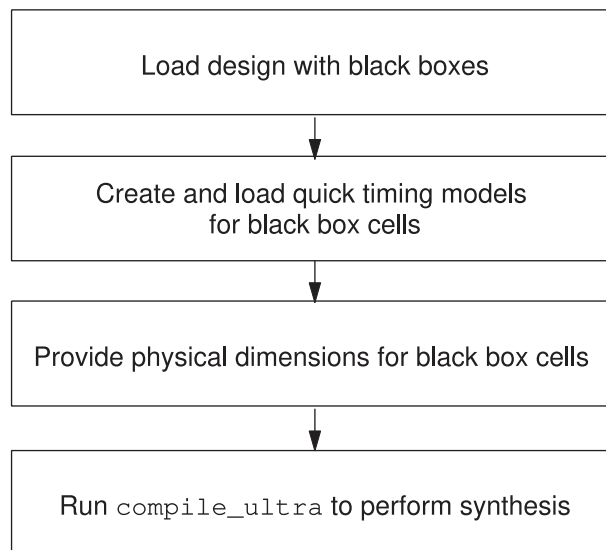 Load design with black boxes
Create and load quick timing models
for black box cells
Provide physical dimensions for black box cells
Run compile_ultra to perform synthesis